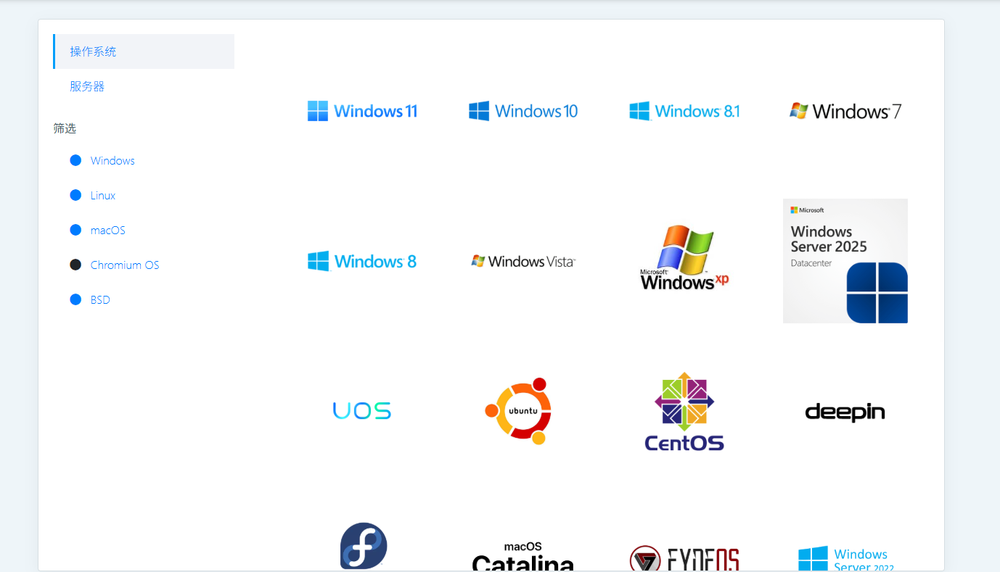 操作系统
服务器
筛选
Windows
Linux
macOS
Chromium OS
BSD
Windows 11
Windows 10
Windows 8.1
Windows 7
Windows 8
Windows Vista
Microsoft
Windows xp
Microsoft
Windows
Server 2025
Datacenter
UOS
ubuntu
CentOS
deepin
macOS
Catalina
FYDEOS
Windows
Server 2022